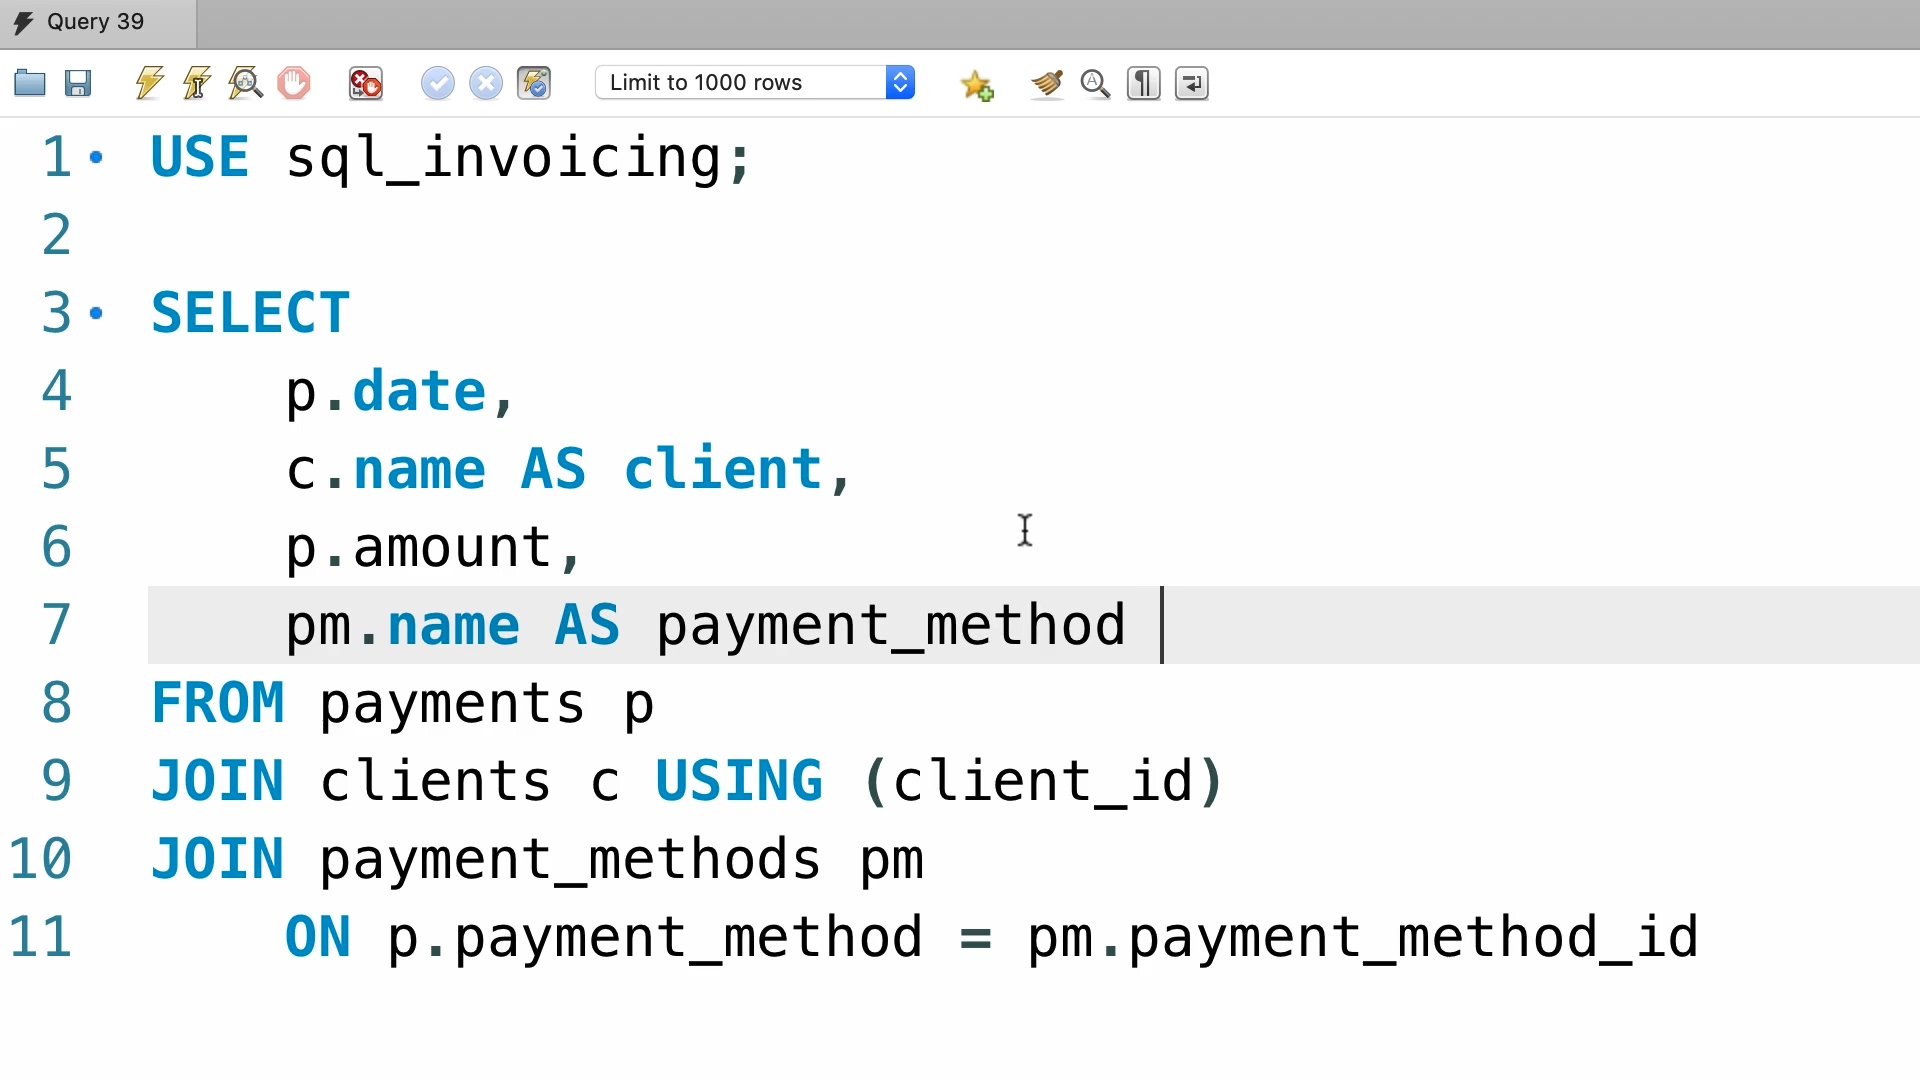 Query 39
Limit to 1000 rows
1 USE sql_invoicing;
2
3 SELECT
4 p.date,
5 c.name AS client,
6 p.amount,
7 pm.name AS payment_method
8 FROM payments p
9 JOIN clients c USING (client_id)
10 JOIN payment_methods pm
11 ON p.payment_method = pm.payment_method_id